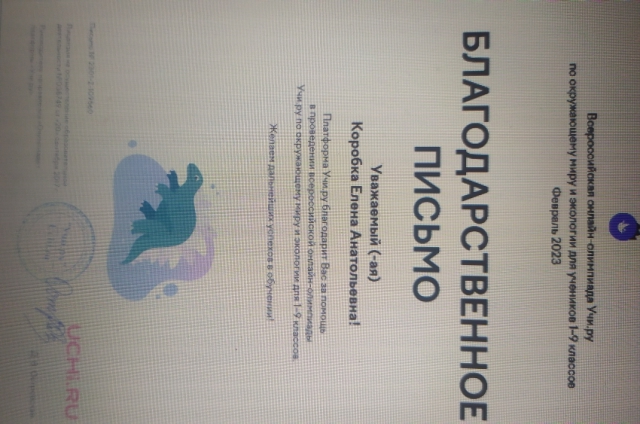 Всероссийская онлайн-олимпиада Учи.ру
по окружающему миру и экологии для учеников 1-9 классов
Февраль 2023
БЛАГОДАРСТВЕННОЕ
ПИСЬМО
Уважаемый (-ая)
Коробка Елена Анатольевна!
Платформа Учи.ру благодарит Вас за помощь
в проведении всероссийской онлайн-олимпиады
Учи.ру по окружающему миру и экологии для 1-9 классов.
Желаем дальнейших успехов в обучении!
UCHi.RU